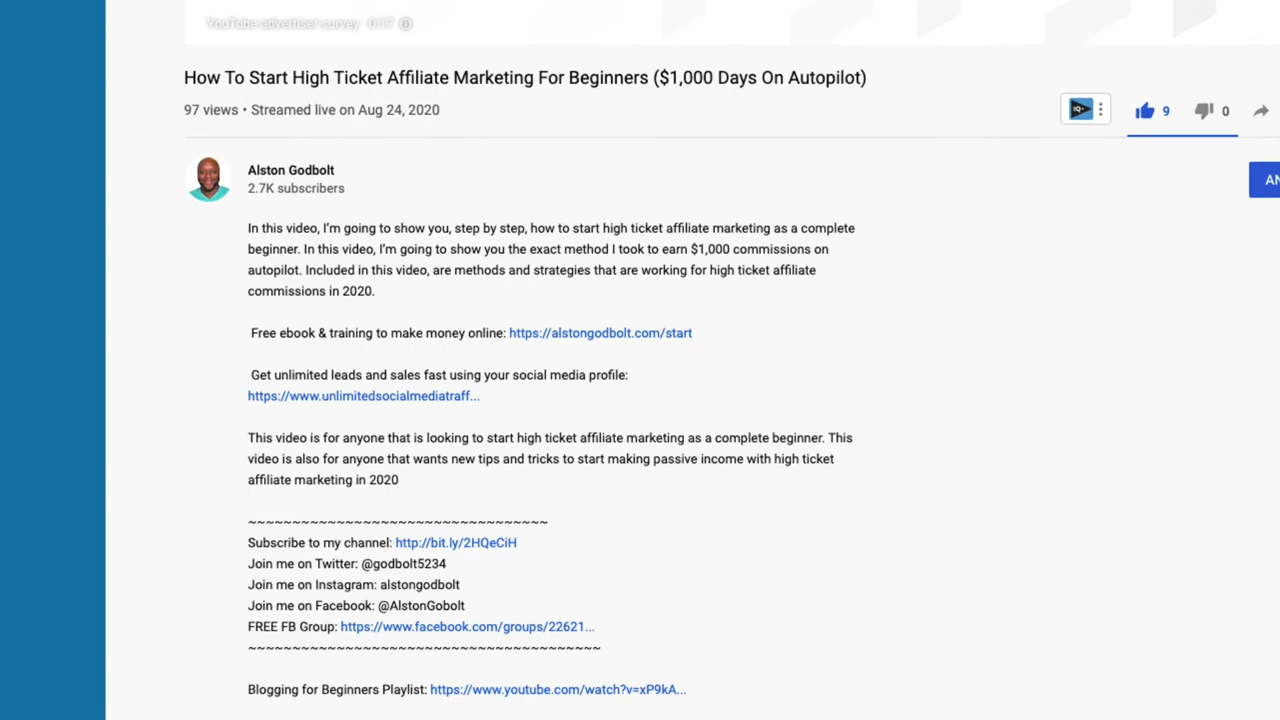 YouTube advertiser survey 0:17
How To Start High Ticket Affiliate Marketing For Beginners ($1,000 Days On Autopilot)
97 views • Streamed live on Aug 24, 2020
IQ
9
0
Alston Godbolt
2.7K subscribers
AN
In this video, I'm going to show you, step by step, how to start high ticket affiliate marketing as a complete
beginner. In this video, I'm going to show you the exact method I took to earn $1,000 commissions on
autopilot. Included in this video, are methods and strategies that are working for high ticket affiliate
commissions in 2020.
Free ebook & training to make money online: https://alstongodbolt.com/start
Get unlimited leads and sales fast using your social media profile:
https://www.unlimitedsocialmediatraff...
This video is for anyone that is looking to start high ticket affiliate marketing as a complete beginner. This
video is also for anyone that wants new tips and tricks to start making passive income with high ticket
affiliate marketing in 2020
~~~~~~~~~~~~~~~~~~~~~~~~~~~~~~~~~~
Subscribe to my channel: http://bit.ly/2HQeCiH
Join me on Twitter: @godbolt5234
Join me on Instagram: alstongodbolt
Join me on Facebook: @AlstonGobolt
FREE FB Group: https://www.facebook.com/groups/22621...
~~~~~~~~~~~~~~~~~~~~~~~~~~~~~~~~~~~~~~~~
Blogging for Beginners Playlist: https://www.youtube.com/watch?v=xP9kA...